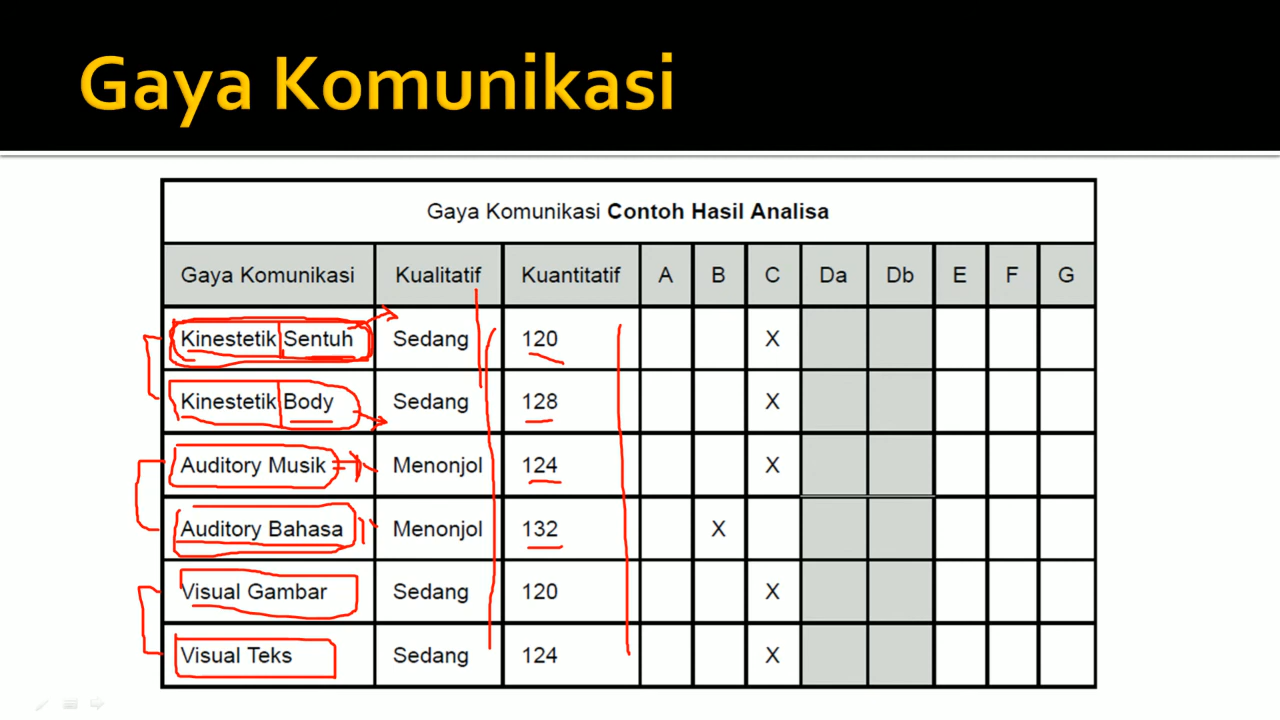 Gaya Komunikasi
Gaya Komunikasi Contoh Hasil Analisa
Gaya Komunikasi Kualitatif Kuantitatif A B C Da Db E F G
Kinestetik Sentuh Sedang 120 X
Kinestetik Body Sedang 128 X
Auditory Musik Menonjol 124 X
Auditory Bahasa Menonjol 132 X
Visual Gambar Sedang 120 X
Visual Teks Sedang 124 X